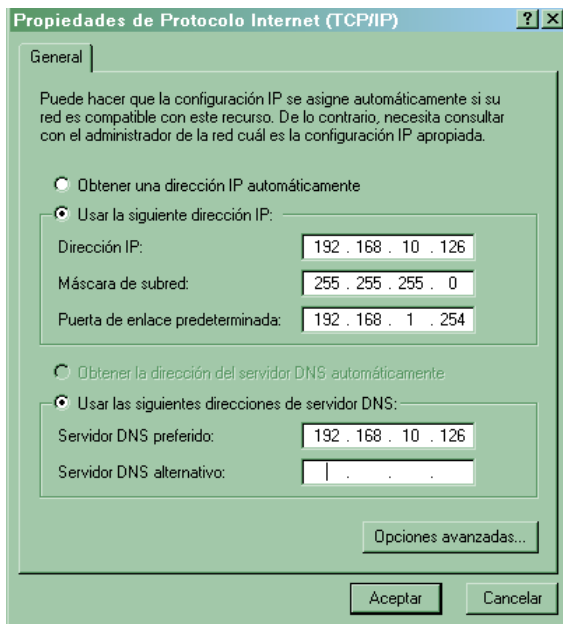 Propiedades de Protocolo Internet (TCP/IP)
General
Puede hacer que la configuración IP se asigne automáticamente si su
red es compatible con este recurso. De lo contrario, necesita consultar
con el administrador de la red cuál es la configuración IP apropiada.
Obtener una dirección IP automáticamente
Usar la siguiente dirección IP:
Dirección IP: 192 . 168 . 10 . 126
Máscara de subred: 255 . 255 . 255 . 0
Puerta de enlace predeterminada: 192 . 168 . 1 . 254
Obtener la dirección del servidor DNS automáticamente
Usar las siguientes direcciones de servidor DNS:
Servidor DNS preferido: 192 . 168 . 10 . 126
Servidor DNS alternativo: . . .
Opciones avanzadas...
Aceptar Cancelar